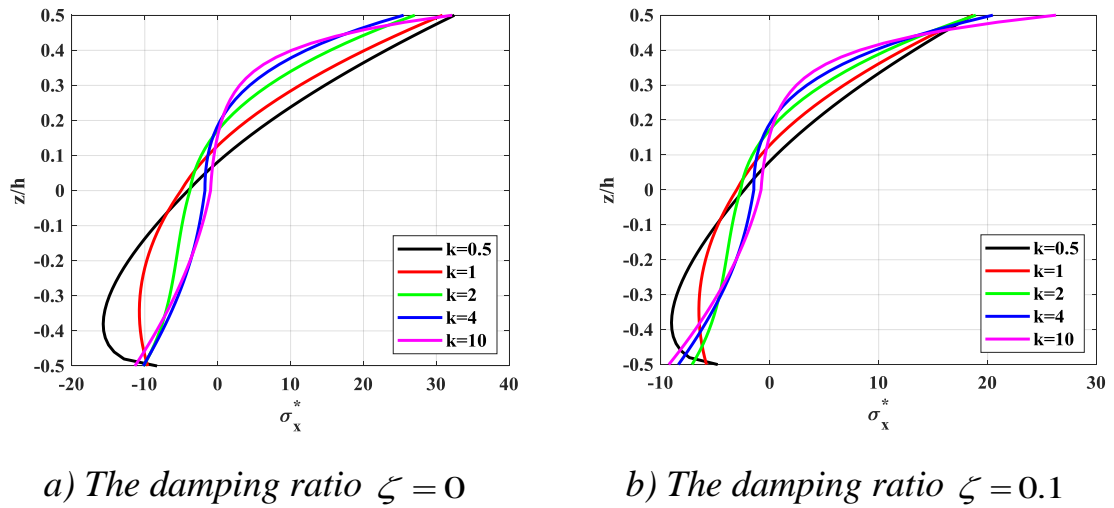 0.5
0.4
0.3
0.2
0.1
0
-0.1
-0.2
-0.3
-0.4
-0.5
z/h
-20 -10 0 10 20 30 40
σ*x
k=0.5
k=1
k=2
k=4
k=10
a) The damping ratio ζ = 0
0.5
0.4
0.3
0.2
0.1
0
-0.1
-0.2
-0.3
-0.4
-0.5
z/h
-10 0 10 20 30
σ*x
k=0.5
k=1
k=2
k=4
k=10
b) The damping ratio ζ = 0.1